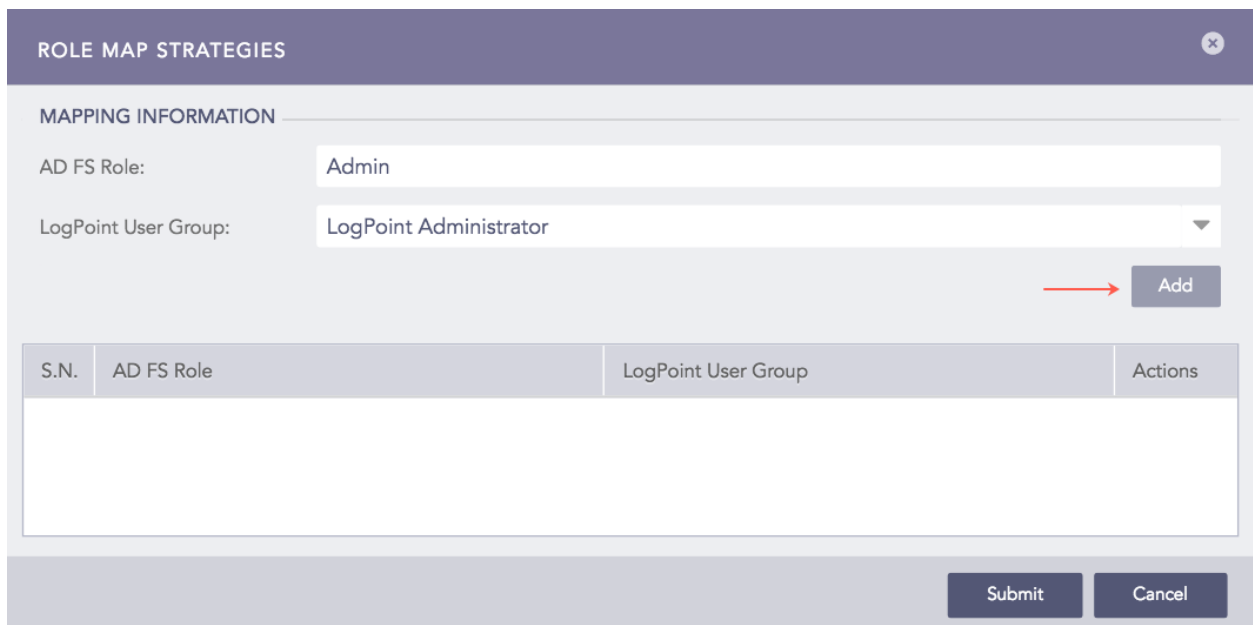 ROLE MAP STRATEGIES
MAPPING INFORMATION
AD FS Role: Admin
LogPoint User Group: LogPoint Administrator
Add
S.N. AD FS Role LogPoint User Group Actions
Submit Cancel